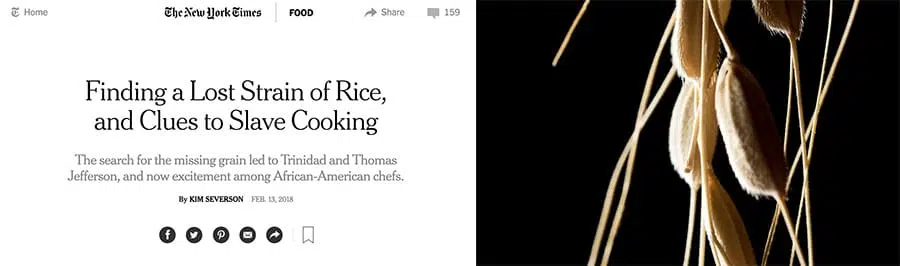 Home
The New York Times
FOOD
Share
159
Finding a Lost Strain of Rice,
and Clues to Slave Cooking
The search for the missing grain led to Trinidad and Thomas
Jefferson, and now excitement among African-American chefs.
By KIM SEVERSON FEB. 13, 2018